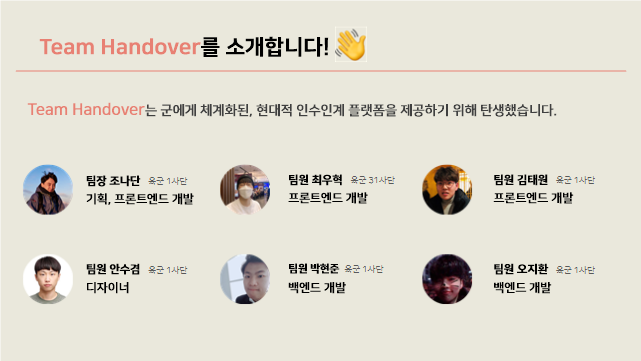 Team Handover를 소개합니다!
Team Handover는 군에게 체계화된, 현대적 인수인계 플랫폼을 제공하기 위해 탄생했습니다.
팀장 조나단 육군 1사단
기획, 프론트엔드 개발
팀원 최우혁 육군 31사단
프론트엔드 개발
팀원 김태원 육군 1사단
프론트엔드 개발
팀원 안수겸 육군 1사단
디자이너
팀원 박현준 육군 1사단
백엔드 개발
팀원 오지환 육군 1사단
백엔드 개발